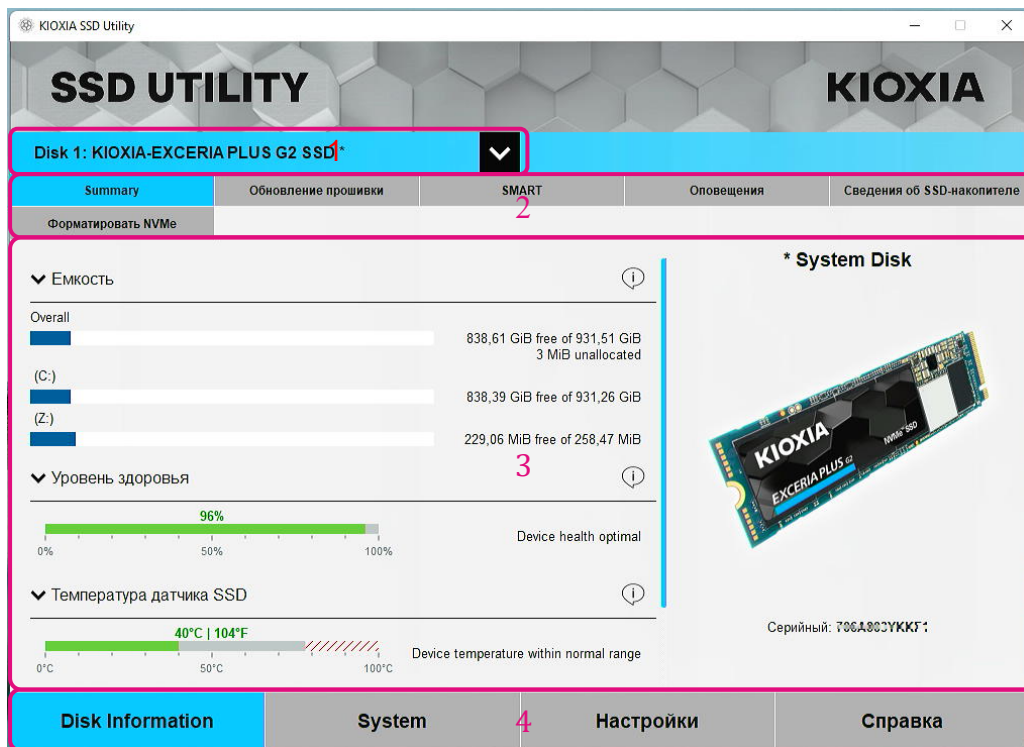 KIOXIA SSD Utility
SSD UTILITY
KIOXIA
Disk 1: KIOXIA-EXCERIA PLUS G2 SSD *
1
Summary
Обновление прошивки
SMART
Оповещения
Сведения об SSD-накопителе
2
Форматировать NVMe
Емкость
* System Disk
Overall
838,61 GiB free of 931,51 GiB
3 MiB unallocated
(C:)
838,39 GiB free of 931,26 GiB
(Z:)
229,06 MiB free of 258,47 MiB
3
KIOXIA
NVMe SSD
EXCERIA PLUS G2
Уровень здоровья
96%
0%
50%
100%
Device health optimal
Температура датчика SSD
40°C | 104°F
0°C
50°C
100°C
Device temperature within normal range
Серийный:
Disk Information
System
4
Настройки
Справка